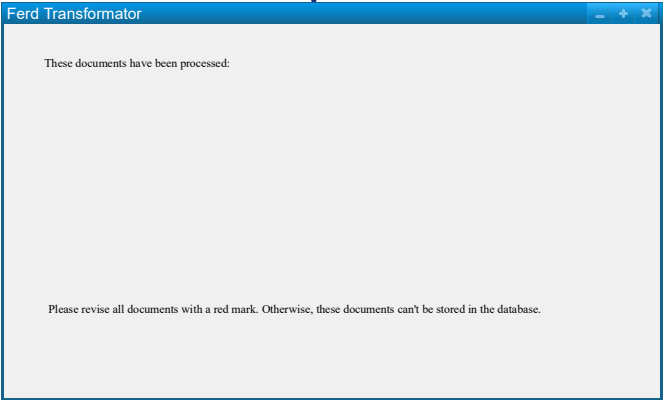 Ferd Transformator
These documents have been processed:
Please revise all documents with a red mark. Otherwise, these documents can't be stored in the database.